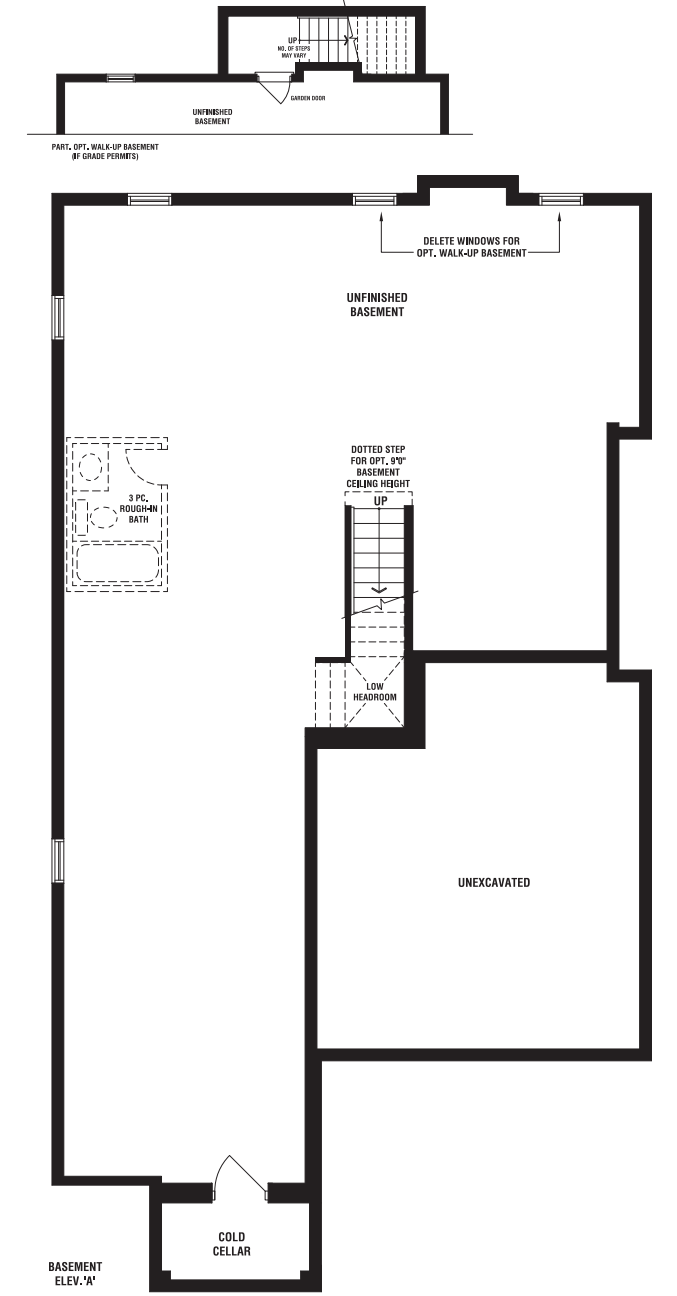 UP
NO. OF STEPS
MAY VARY
GARDEN DOOR
UNFINISHED
BASEMENT
PART. OPT. WALK-UP BASEMENT
(IF GRADE PERMITS)
DELETE WINDOWS FOR
OPT. WALK-UP BASEMENT
UNFINISHED
BASEMENT
DOTTED STEP
FOR OPT. 9'0"
BASEMENT
CEILING HEIGHT
UP
3 PC.
ROUGH-IN
BATH
LOW
HEADROOM
UNEXCAVATED
COLD
CELLAR
BASEMENT
ELEV. 'A'